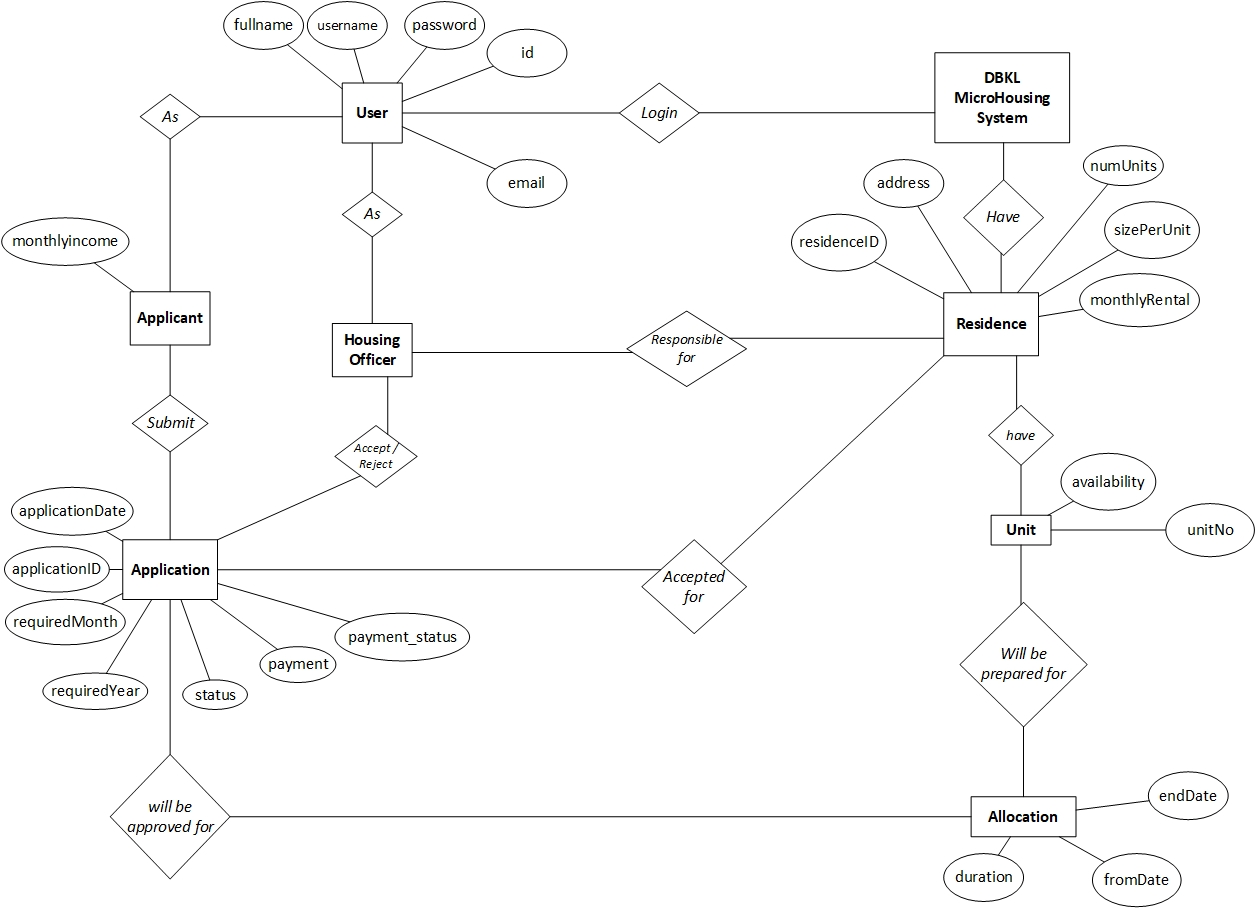 fullname
username
password
id
DBKL
MicroHousing
System
User
Login
As
email
As
address
numUnits
Have
sizePerUnit
residenceID
monthlyincome
monthlyRental
Applicant
Housing
Officer
Responsible
for
Residence
Submit
Accept /
Reject
have
availability
applicationDate
Unit
unitNo
applicationID
Application
Accepted
for
requiredMonth
payment_status
payment
requiredYear
status
Will be
prepared for
will be
approved for
Allocation
endDate
duration
fromDate